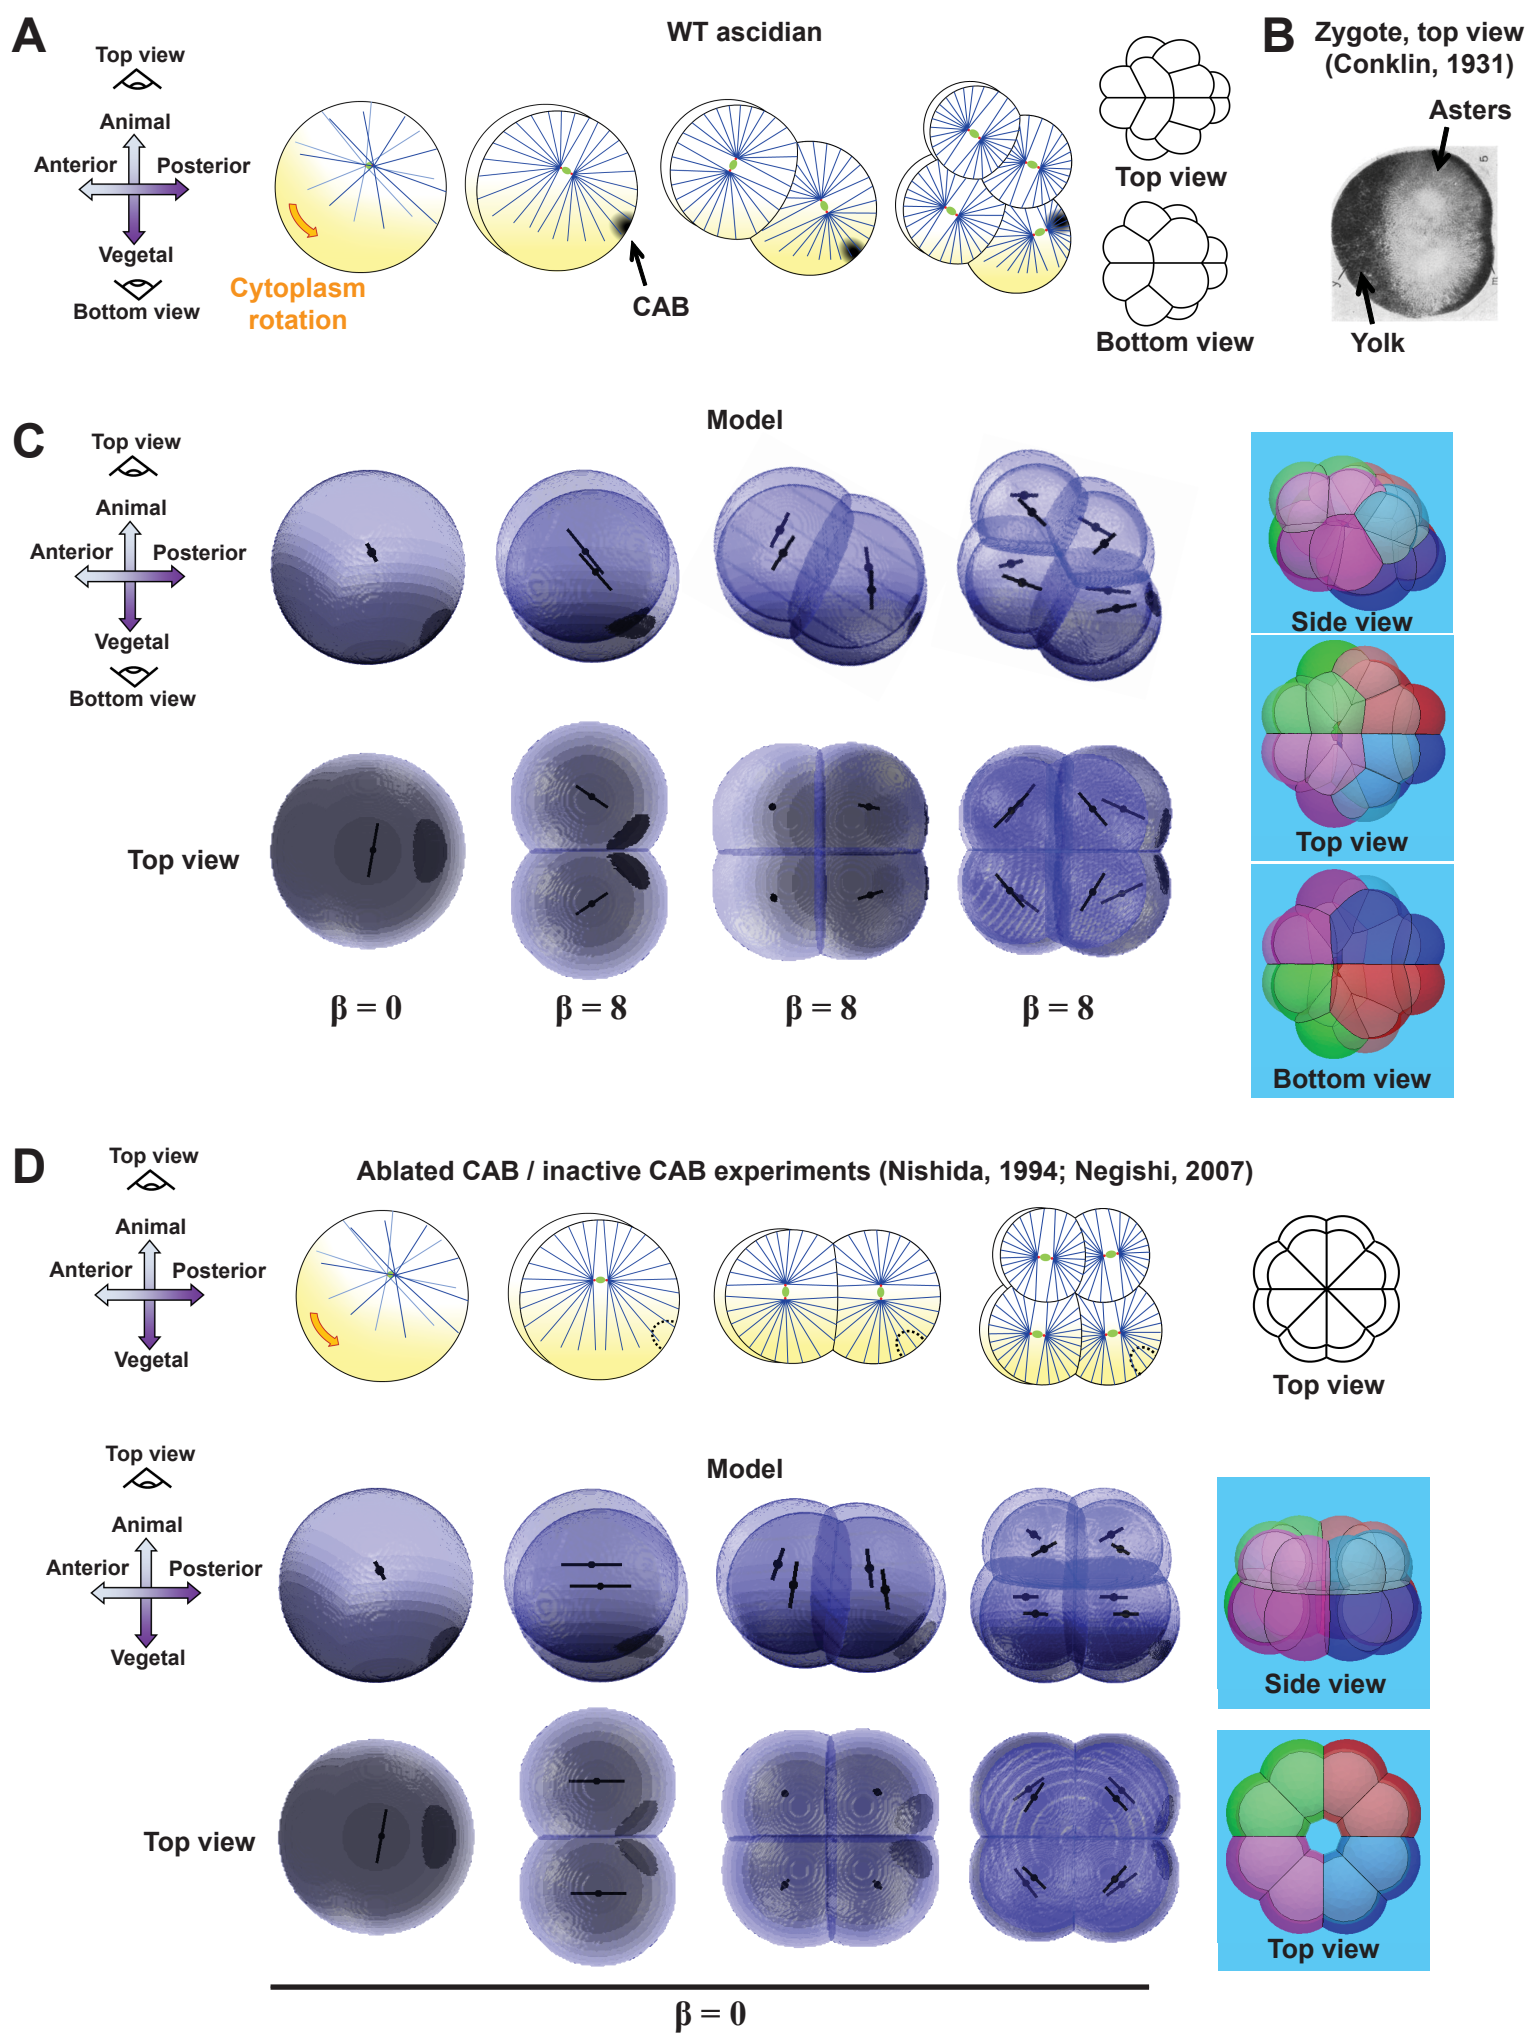 A
WT ascidian
B
Zygote, top view
(Conklin, 1931)
Top view
Animal
Anterior
Posterior
Vegetal
Bottom view
Cytoplasm
rotation
CAB
Top view
Bottom view
Asters
5
y
m
Yolk
C
Model
Top view
Animal
Anterior
Posterior
Vegetal
Bottom view
Side view
Top view
Top view
Bottom view
β = 0
β = 8
β = 8
β = 8
D
Ablated CAB / inactive CAB experiments (Nishida, 1994; Negishi, 2007)
Top view
Animal
Anterior
Posterior
Vegetal
Top view
Model
Top view
Animal
Anterior
Posterior
Vegetal
Side view
Top view
Top view
β = 0